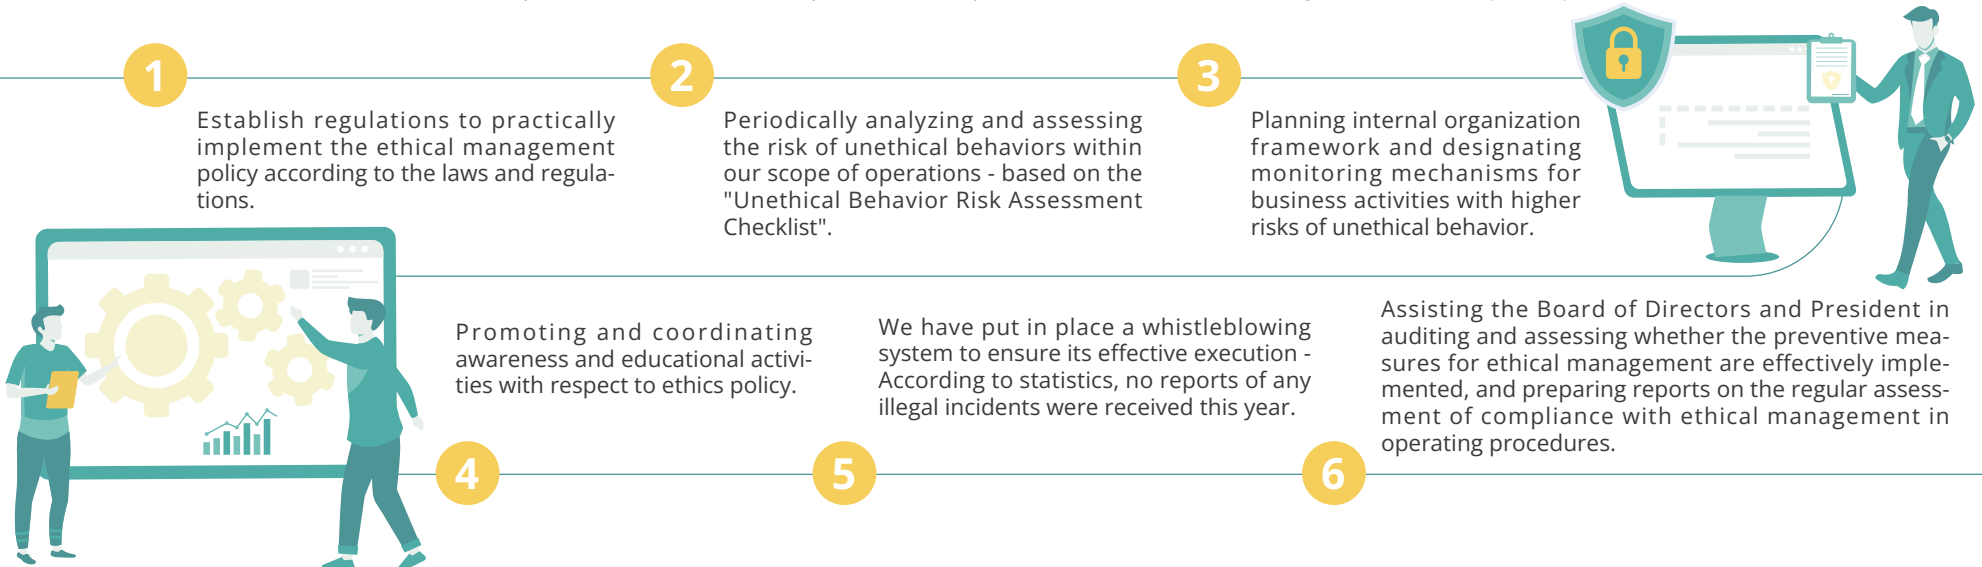 1
Establish regulations to practically
implement the ethical management
policy according to the laws and regula-
tions.
2
Periodically analyzing and assessing
the risk of unethical behaviors within
our scope of operations - based on the
"Unethical Behavior Risk Assessment
Checklist".
3
Planning internal organization
framework and designating
monitoring mechanisms for
business activities with higher
risks of unethical behavior.
4
Promoting and coordinating
awareness and educational activi-
ties with respect to ethics policy.
5
We have put in place a whistleblowing
system to ensure its effective execution -
According to statistics, no reports of any
illegal incidents were received this year.
6
Assisting the Board of Directors and President in
auditing and assessing whether the preventive mea-
sures for ethical management are effectively imple-
mented, and preparing reports on the regular assess-
ment of compliance with ethical management in
operating procedures.